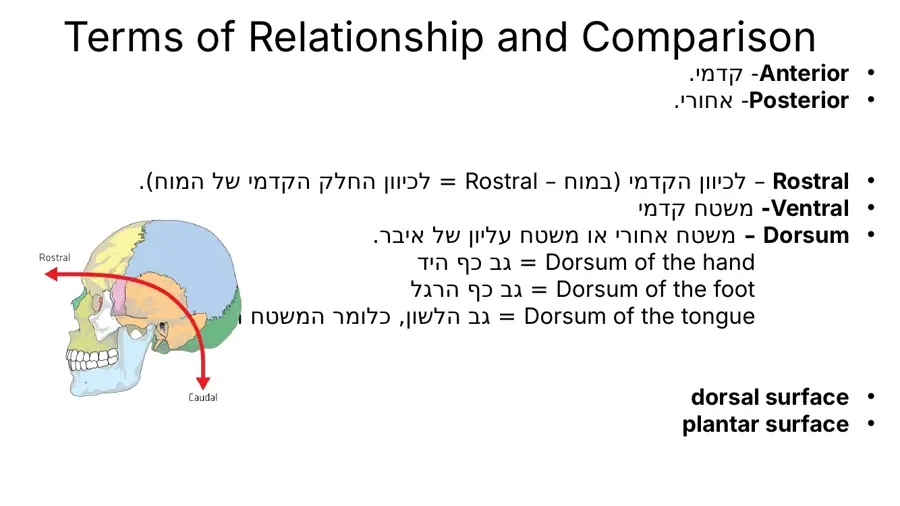 Terms of Relationship and Comparison
• Anterior- קדמי.
• Posterior- אחורי.
• Rostral – לכיוון הקדמי (במוח – Rostral = לכיוון החלק הקדמי של המוח).
• Ventral- משטח קדמי
• Dorsum – משטח אחורי או משטח עליון של איבר.
Dorsum of the hand = גב כף היד
Dorsum of the foot = גב כף הרגל
Dorsum of the tongue = גב הלשון, כלומר המשטח
• dorsal surface
• plantar surface
Rostral
Caudal